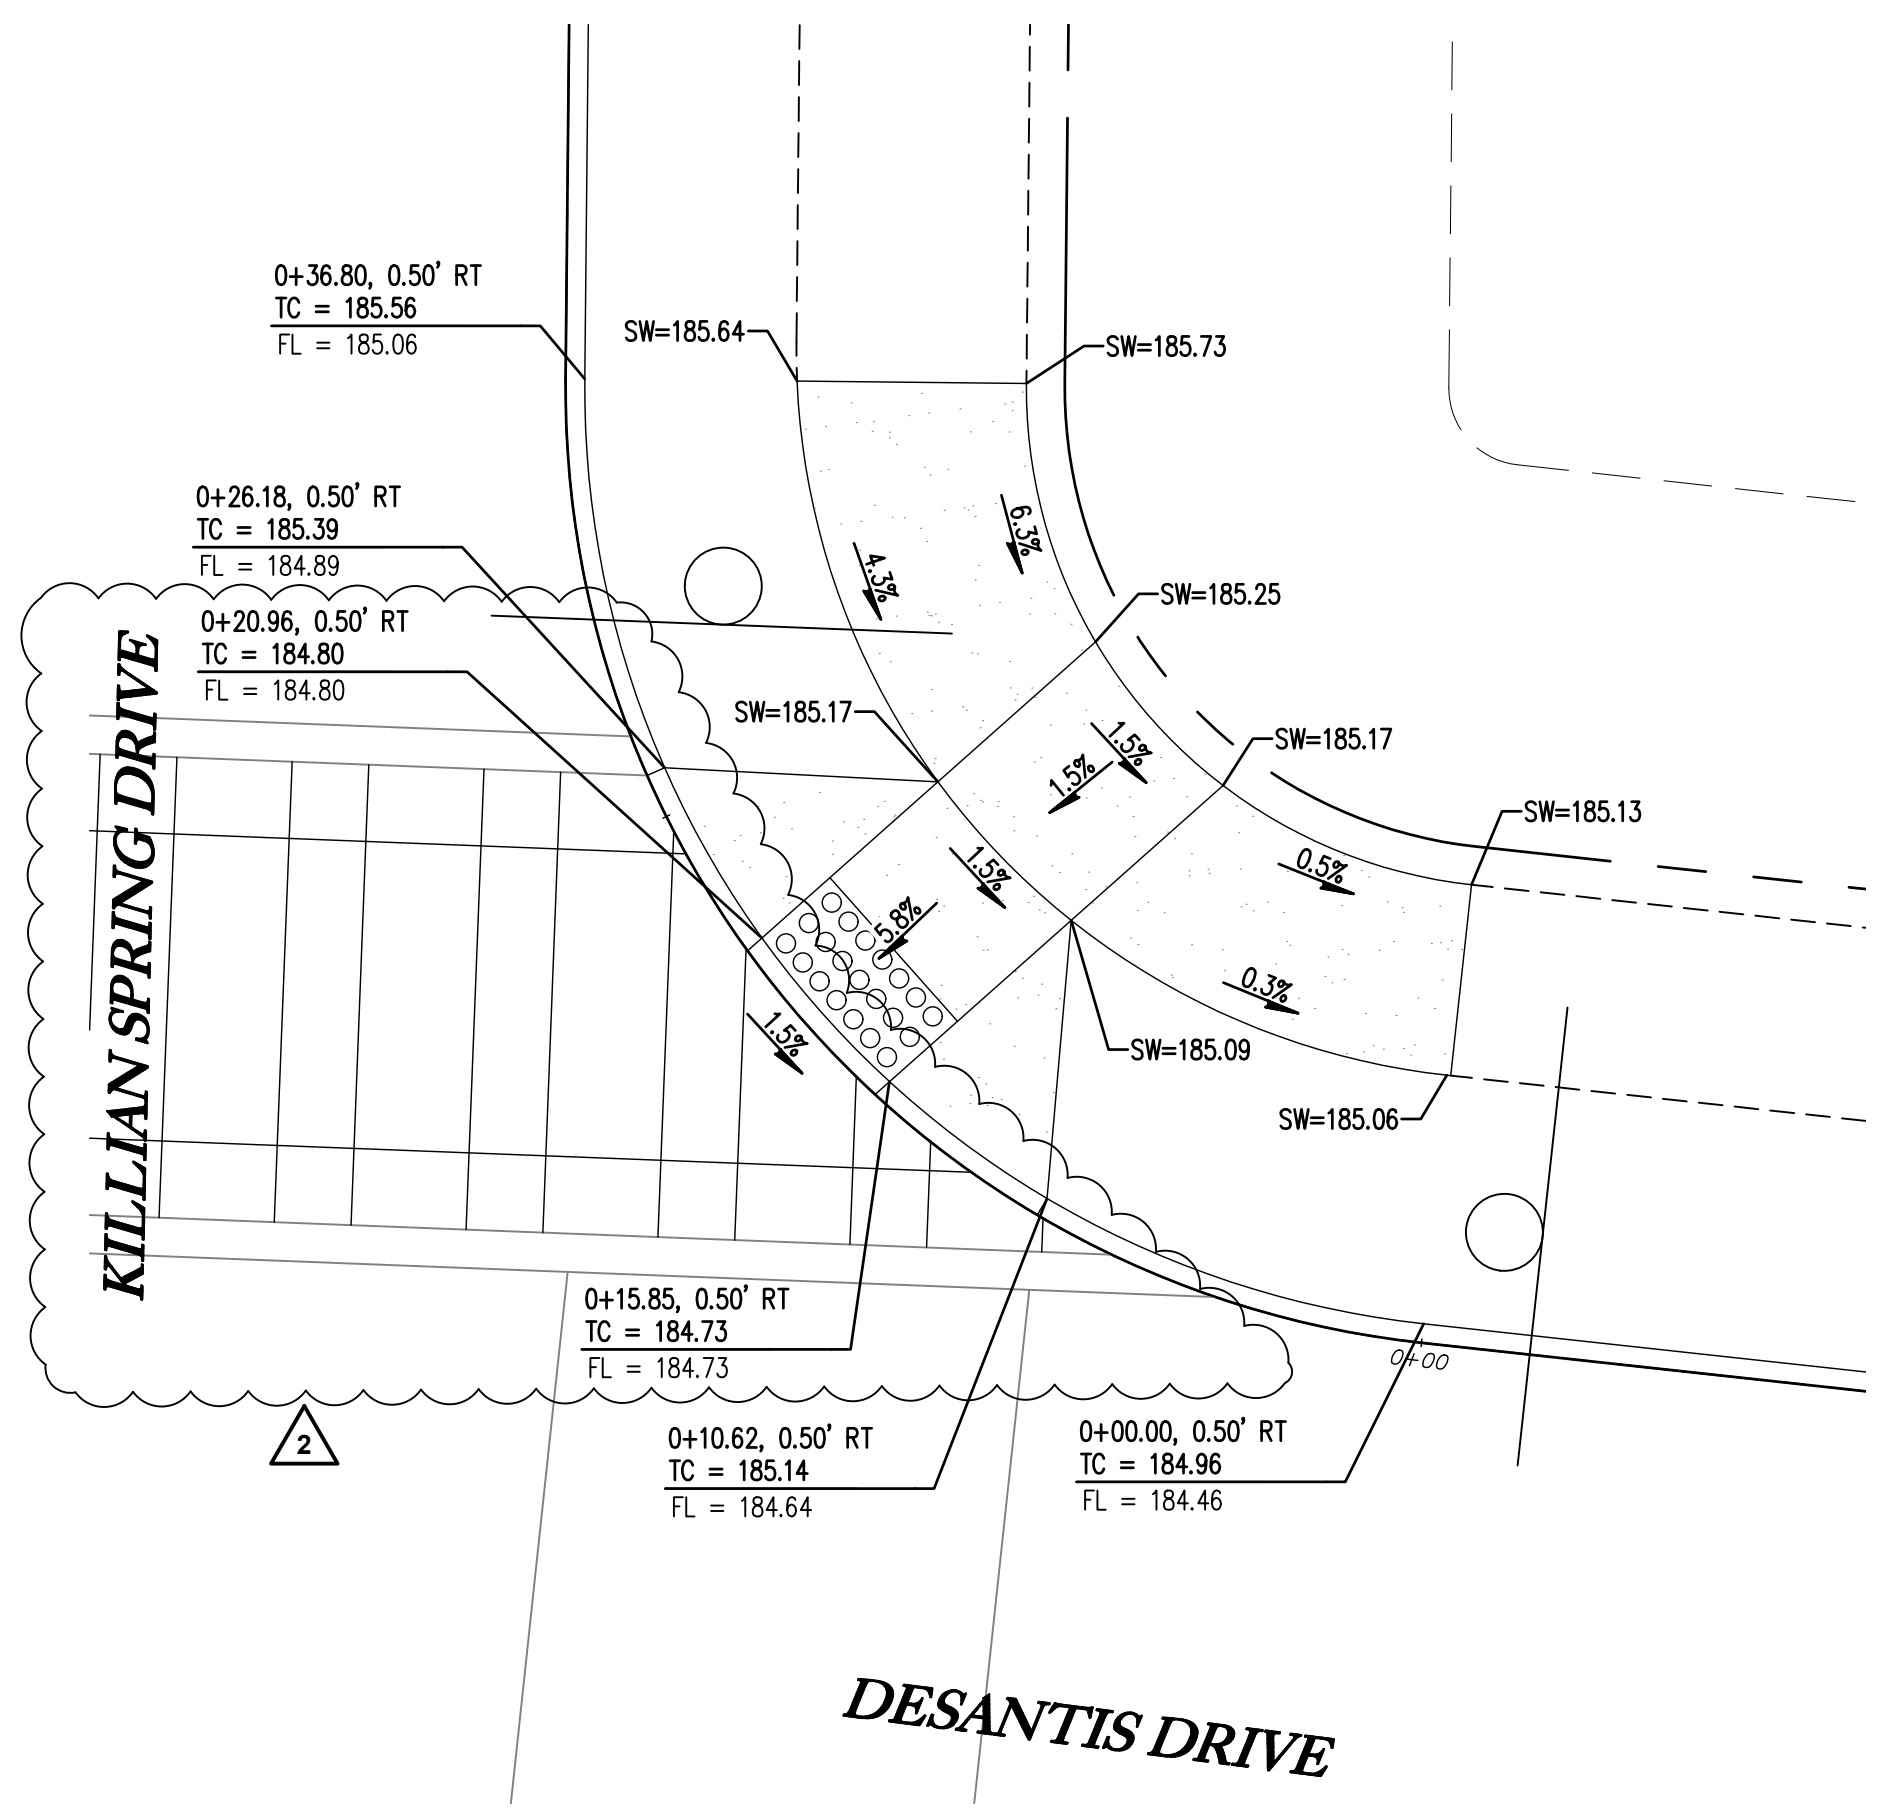 0+36.80, 0.50' RT
TC = 185.56
FL = 185.06
SW=185.64
SW=185.73
0+26.18, 0.50' RT
TC = 185.39
FL = 184.89
6.3%
4.3%
SW=185.25
0+20.96, 0.50' RT
TC = 184.80
FL = 184.80
KILLIAN SPRING DRIVE
SW=185.17
1.5%
1.5%
SW=185.17
SW=185.13
1.5%
0.5%
5.8%
0.3%
1.5%
SW=185.09
SW=185.06
0+15.85, 0.50' RT
TC = 184.73
FL = 184.73
0+00
2
0+10.62, 0.50' RT
TC = 185.14
FL = 184.64
0+00.00, 0.50' RT
TC = 184.96
FL = 184.46
DESANTIS DRIVE